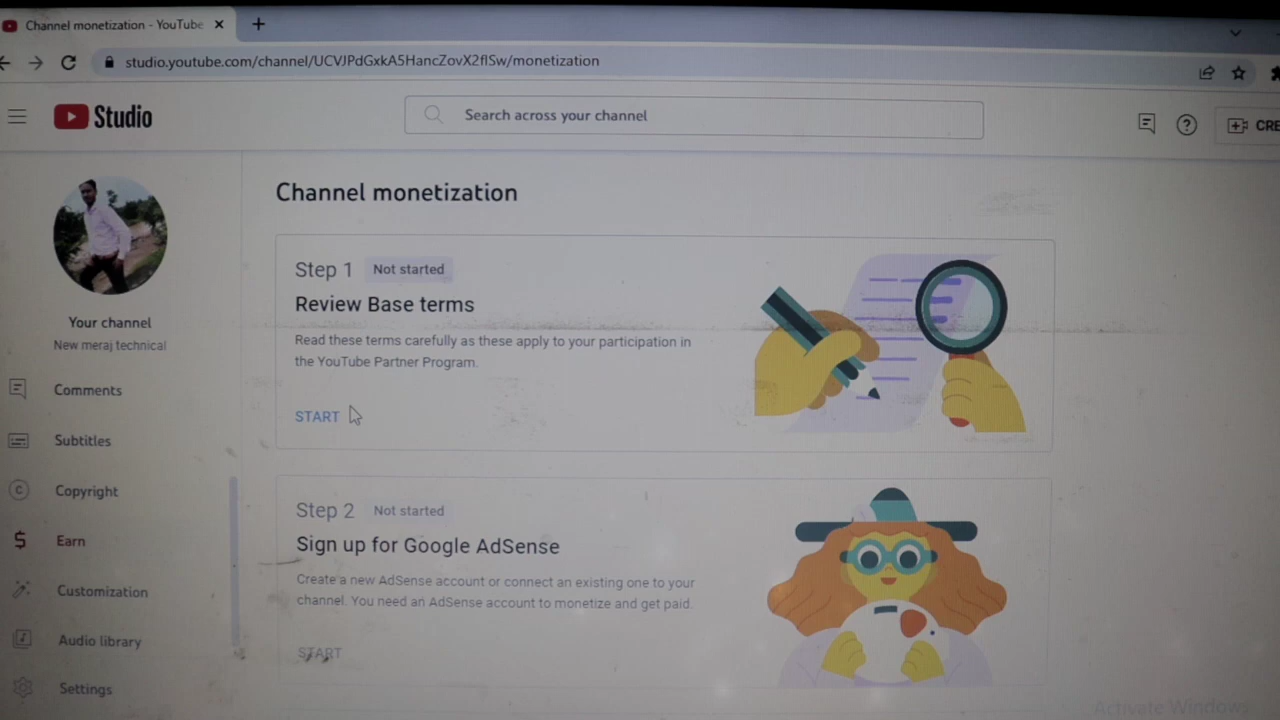 Channel monetization - YouTube
studio.youtube.com/channel/UCVJPdGxkA5HancZovX2flSw/monetization
Studio
Search across your channel
CRE
Your channel
New meraj technical
Comments
Subtitles
Copyright
Earn
Customization
Audio library
Settings
Channel monetization
Step 1 Not started
Review Base terms
Read these terms carefully as these apply to your participation in
the YouTube Partner Program.
START
Step 2 Not started
Sign up for Google AdSense
Create a new AdSense account or connect an existing one to your
channel. You need an AdSense account to monetize and get paid.
START
Activate Windows